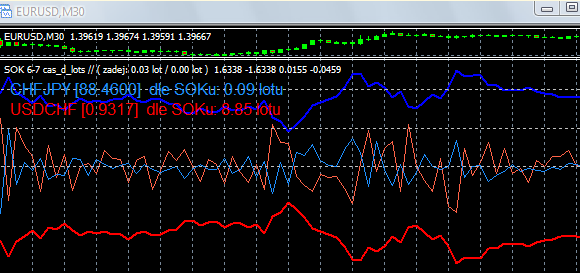 EURUSD,M30
EURUSD,M30 1.39619 1.39674 1.39591 1.39667
SOK 6-7 cas_d_lots // ( zadej: 0.03 lot / 0.00 lot ) 1.6338 -1.6338 0.0155 -0.0459
CHFJPY [88.4600] dle SOKu: 0.09 lotu
USDCHF [0.9317] dle SOKu: 8.85 lotu